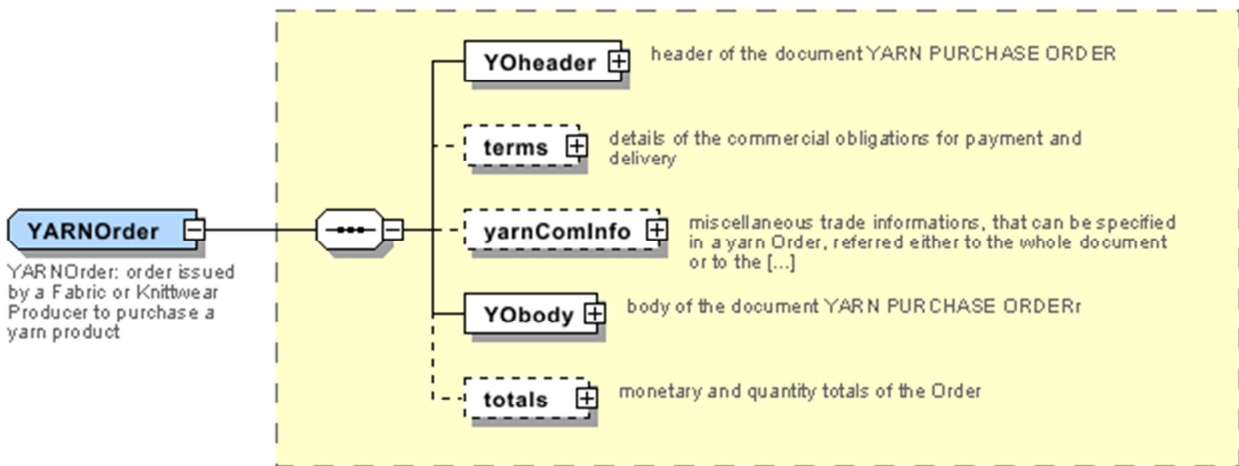 YOheader
header of the document YARN PURCHASE ORDER
terms
details of the commercial obligations for payment and
delivery
YARNOrder
YARNOrder: order issued
by a Fabric or Knittwear
Producer to purchase a
yarn product
yarnComInfo
miscellaneous trade informations, that can be specified
in a yarn Order, referred either to the whole document
or to the [...]
YObody
body of the document YARN PURCHASE ORDERr
totals
monetary and quantity totals of the Order